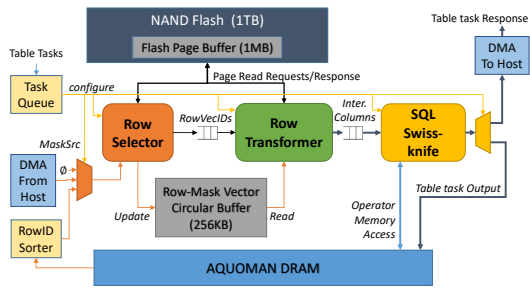 Table task Response
NAND Flash (1TB)
Flash Page Buffer (1MB)
DMA
To Host
Table Tasks
Page Read Requests/Response
Task
Queue
configure
Row
Selector
RowVecIDs
Row
Transformer
Inter.
Columns
SQL
Swiss-
knife
MaskSrc
DMA
From
Host
∅
Row-Mask Vector
Circular Buffer
(256KB)
Update
Read
Operator
Memory
Access
Table task Output
RowID
Sorter
AQUOMAN DRAM